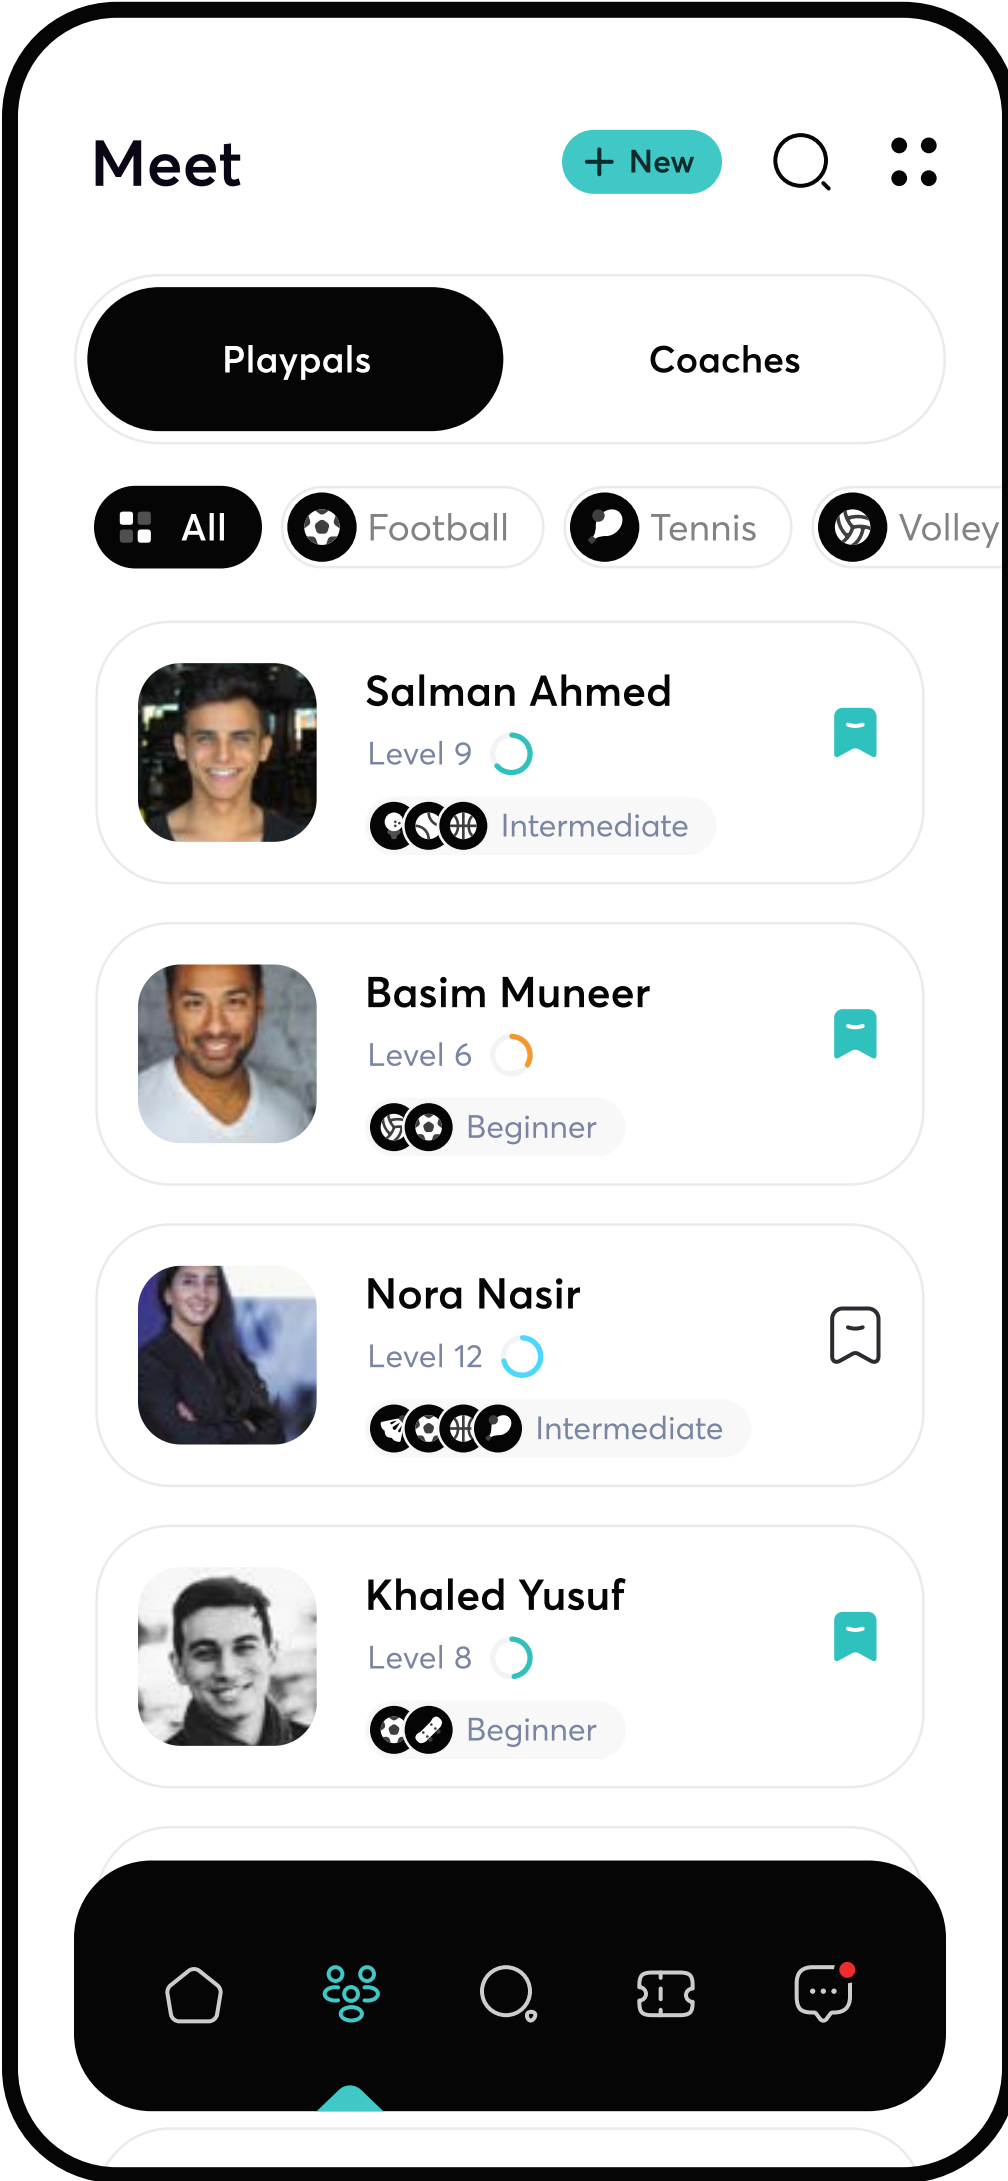 Meet
New
Playpals
Coaches
All
Football
Tennis
Volley
Salman Ahmed
Level 9
Intermediate
Basim Muneer
Level 6
Beginner
Nora Nasir
Level 12
Intermediate
Khaled Yusuf
Level 8
Beginner